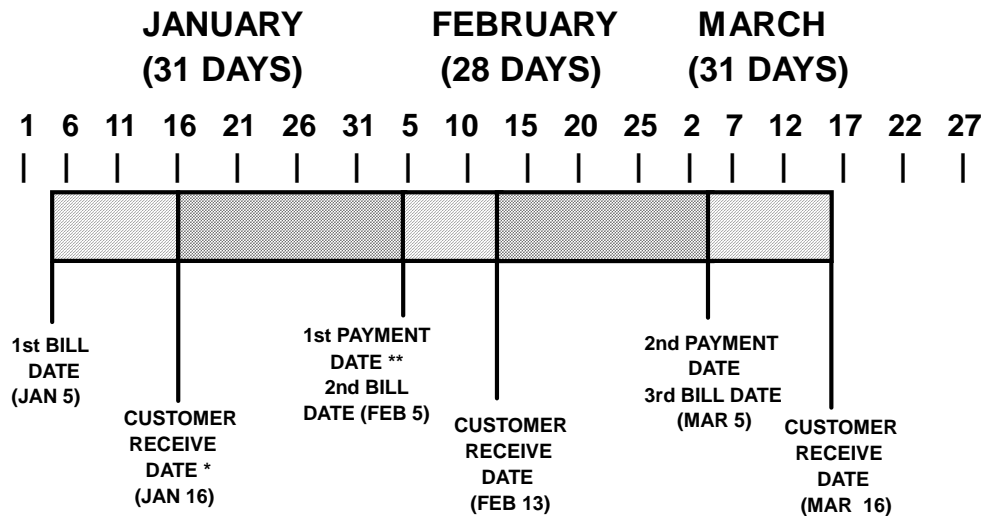 JANUARY
(31 DAYS)
FEBRUARY
(28 DAYS)
MARCH
(31 DAYS)
1 6 11 16 21 26 31 5 10 15 20 25 2 7 12 17 22 27
1st BILL
DATE
(JAN 5)
CUSTOMER
RECEIVE
DATE *
(JAN 16)
1st PAYMENT
DATE **
2nd BILL
DATE (FEB 5)
CUSTOMER
RECEIVE
DATE
(FEB 13)
2nd PAYMENT
DATE
3rd BILL DATE
(MAR 5)
CUSTOMER
RECEIVE
DATE
(MAR 16)